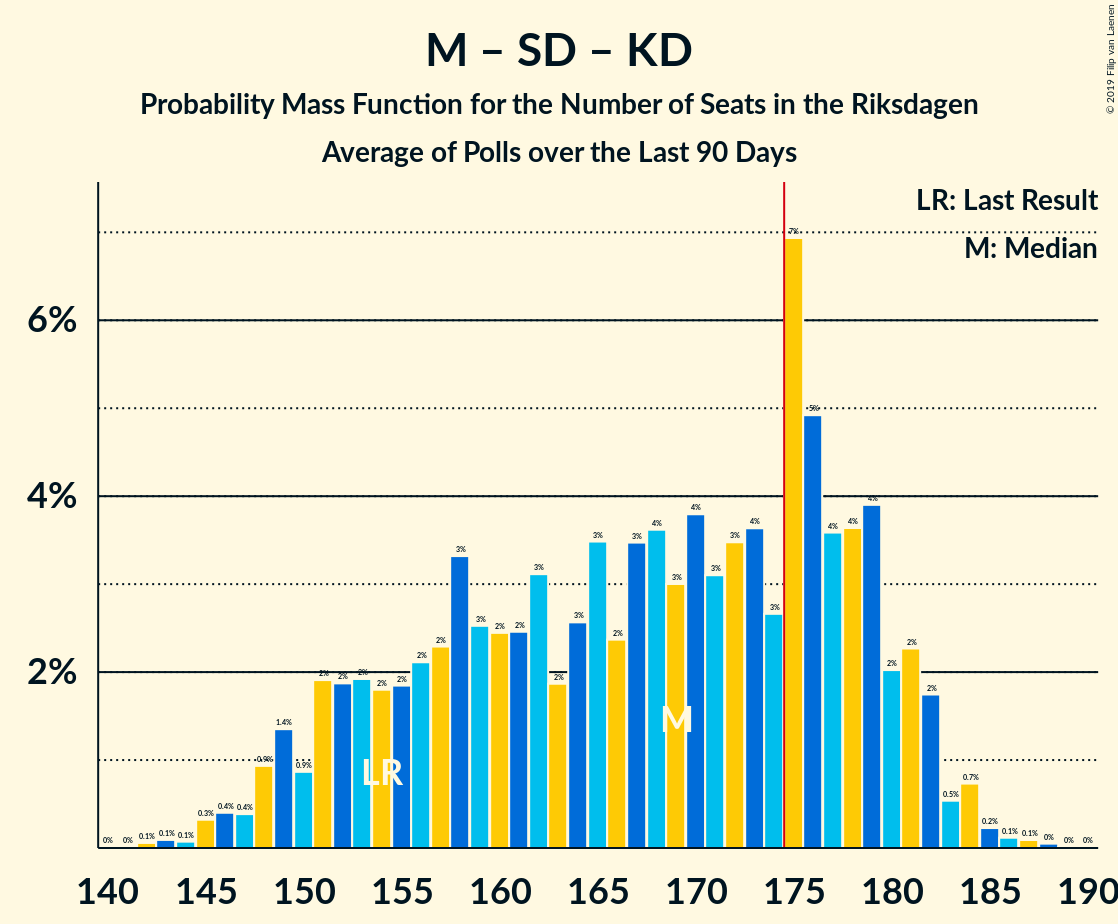 M – SD – KD
Probability Mass Function for the Number of Seats in the Riksdagen
Average of Polls over the Last 90 Days
© 2019 Filip van Laenen
LR: Last Result
M: Median
6%
4%
2%
0% 0% 0.1% 0.1% 0.1% 0.3% 0.4% 0.4% 0.9% 1.4% 0.9% 2% 2% 2% 2% 2% 2% 2% 3% 3% 2% 2% 3% 2% 3% 3% 2% 3% 4% 3% 4% 3% 3% 4% 3% 7% 5% 4% 4% 4% 2% 2% 2% 0.5% 0.7% 0.2% 0.1% 0.1% 0% 0% 0%
M
LR
140 145 150 155 160 165 170 175 180 185 190